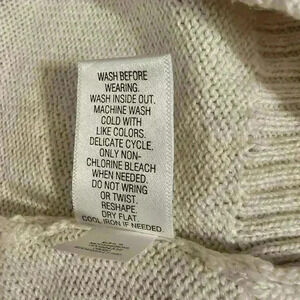 WASH BEFORE
WEARING.
WASH INSIDE OUT.
MACHINE WASH
COLD WITH
LIKE COLORS.
DELICATE CYCLE.
ONLY NON-
CHLORINE BLEACH
WHEN NEEDED.
DO NOT WRING
OR TWIST.
RESHAPE.
DRY FLAT.
COOL IRON IF NEEDED.